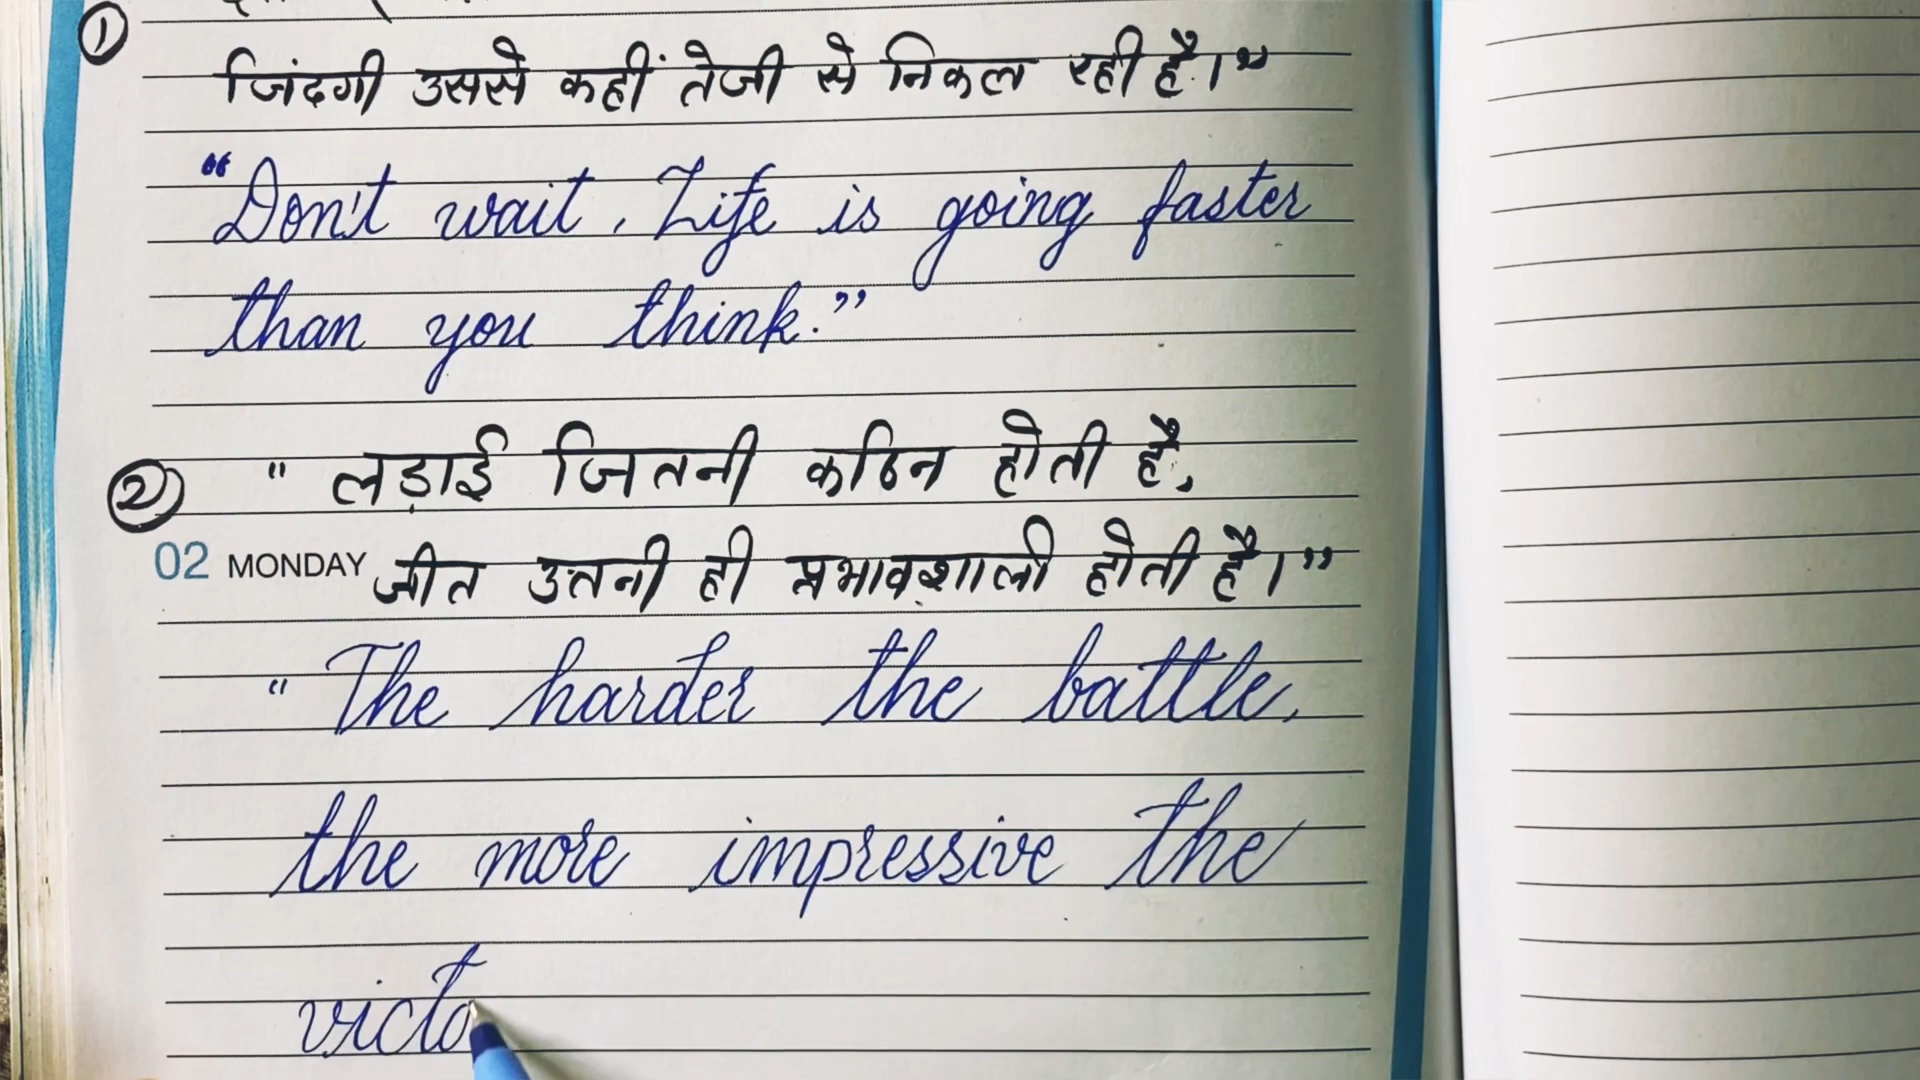 ①
जिंदगी उससे कहीं तेजी से निकल रही है।”
“Don't wait. Life is going faster
than you think.”
② “ लड़ाई जितनी कठिन होती है,
02 MONDAY जीत उतनी ही प्रभावशाली होती है।”
“ The harder the battle,
the more impressive the
victo